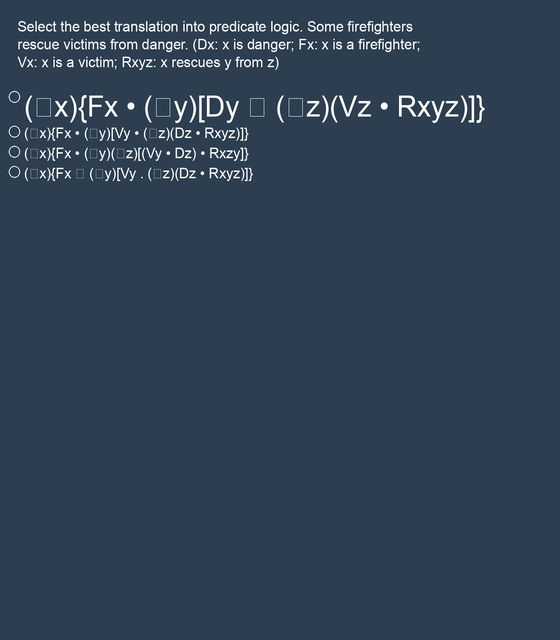 Select the best translation into predicate logic. Some firefighters
rescue victims from danger. (Dx: x is danger; Fx: x is a firefighter;
Vx: x is a victim; Rxyz: x rescues y from z)
(□x){Fx • (□y)[Dy □ (□z)(Vz • Rxyz)]}
(□x){Fx • (□y)[Vy • (□z)(Dz • Rxyz)]}
(□x){Fx • (□y)(□z)[(Vy • Dz) • Rxzy]}
(□x){Fx □ (□y)[Vy . (□z)(Dz • Rxyz)]}